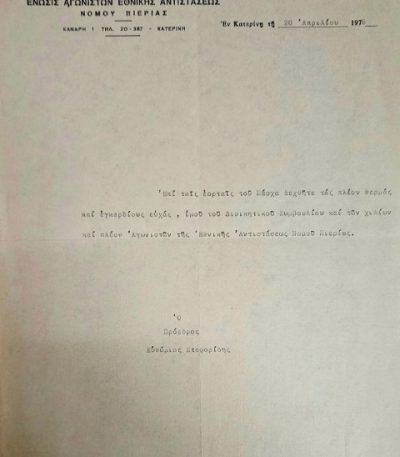 ΕΝΩΣΙΣ ΑΓΩΝΙΣΤΩΝ ΕΘΝΙΚΗΣ ΑΝΤΙΣΤΑΣΕΩΣ
ΝΟΜΟΥ ΠΙΕΡΙΑΣ
ΚΑΝΑΡΗ 1 ΤΗΛ. 20-387 - ΚΑΤΕΡΙΝΗ
Ἐν Κατερίνῃ τῇ 20 Ἀπριλίου 197
Ἐπί ταῖς ἑορταῖς τοῦ Πάσχα δεχθῆτε τάς πλέον θερμάς
καί ἐγκαρδίους εὐχάς , ἐμοῦ τοῦ Διοικητικοῦ Συμβουλίου καί τῶν χιλίων
καί πλέον Ἀγωνιστῶν τῆς Ἐθνικῆς Ἀντιστάσεως Νομοῦ Πιερίας.
Ὁ
Πρόεδρος